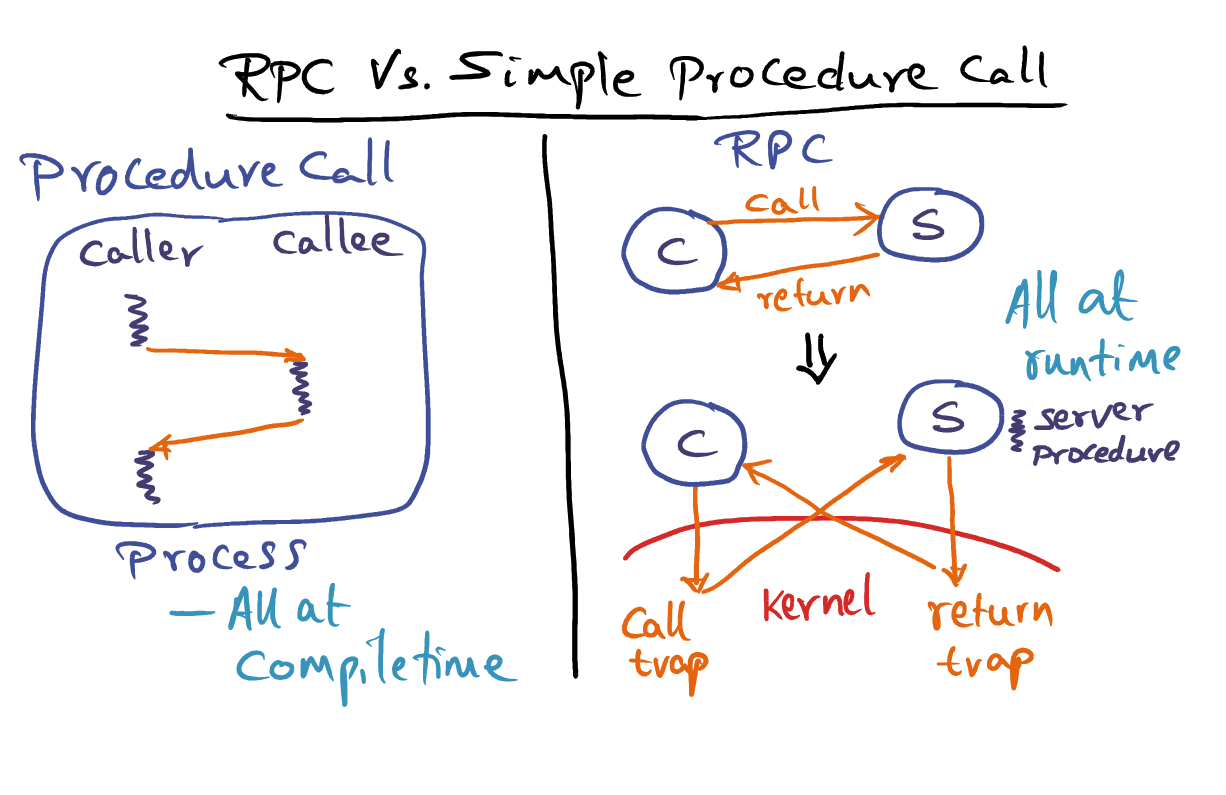 RPC Vs. Simple Procedure Call
Procedure Call
Caller
Callee
Process
— All at
Compiletime
RPC
call
C
S
return
All at
runtime
C
S
server
procedure
kernel
Call
trap
return
trap